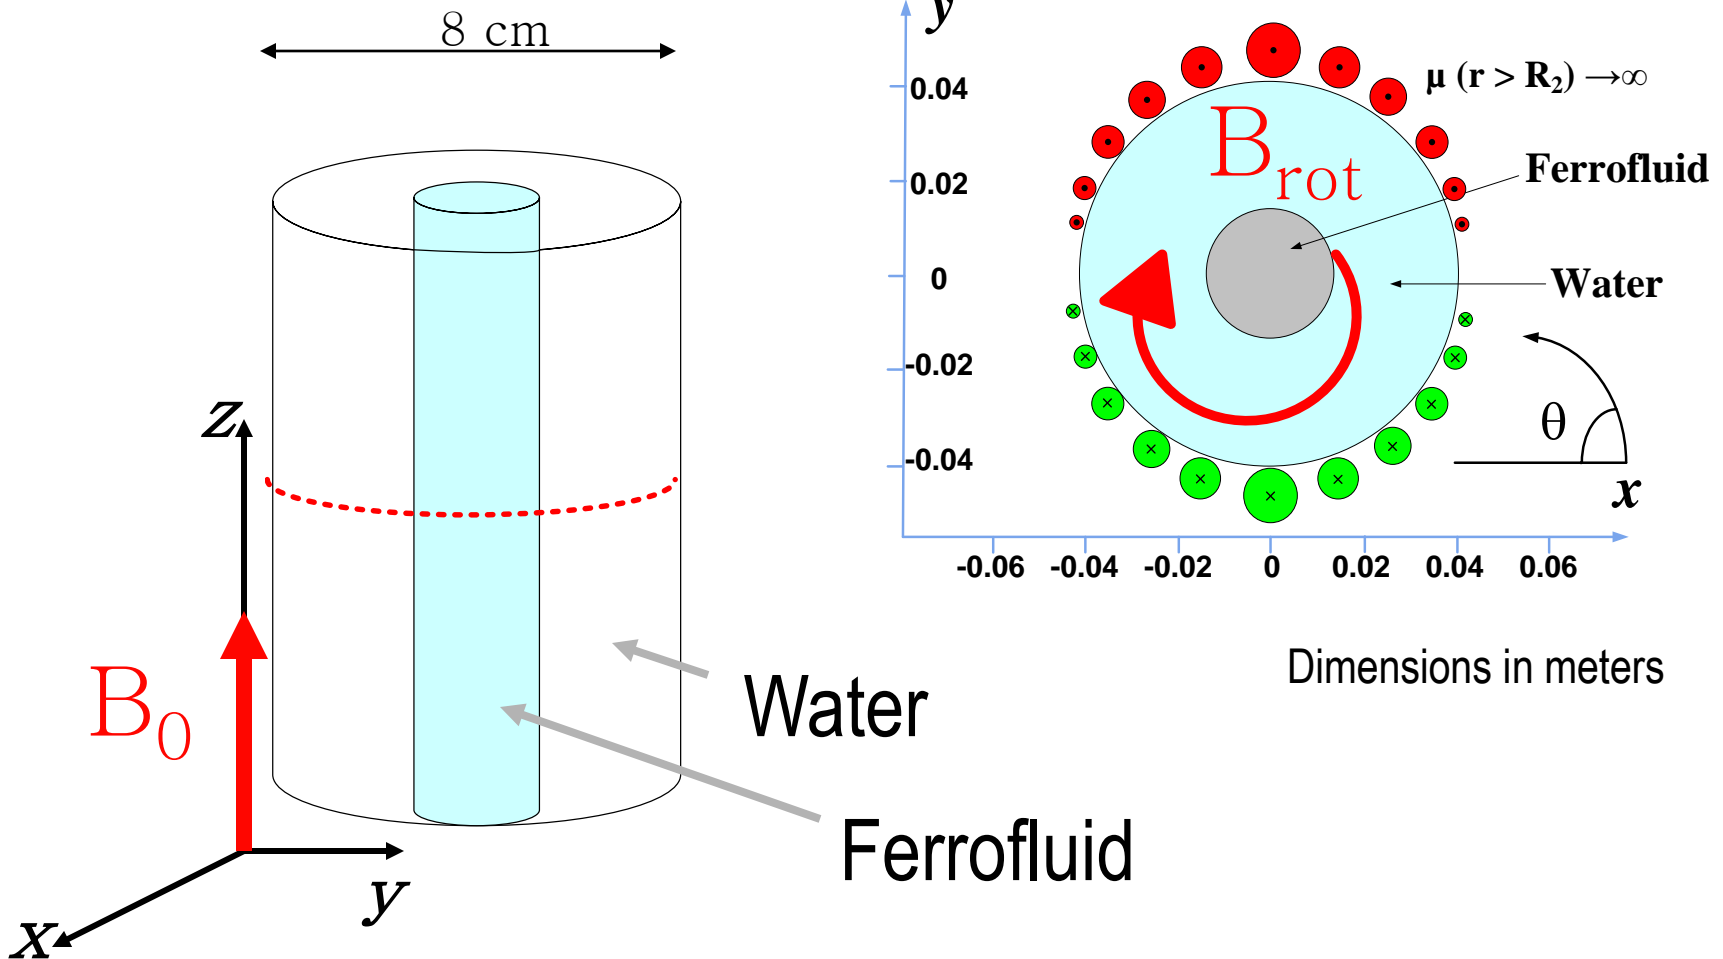 8 cm
z
B₀
x
y
Water
Ferrofluid
y
0.04
0.02
0
-0.02
-0.04
-0.06 -0.04 -0.02 0 0.02 0.04 0.06
B_rot
μ (r > R₂) →∞
Ferrofluid
Water
θ
x
Dimensions in meters